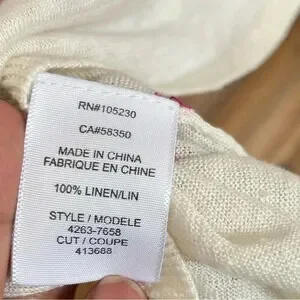 RN#105230
CA#58350
MADE IN CHINA
FABRIQUE EN CHINE
100% LINEN/LIN
STYLE / MODELE
4263-7658
CUT / COUPE
413688